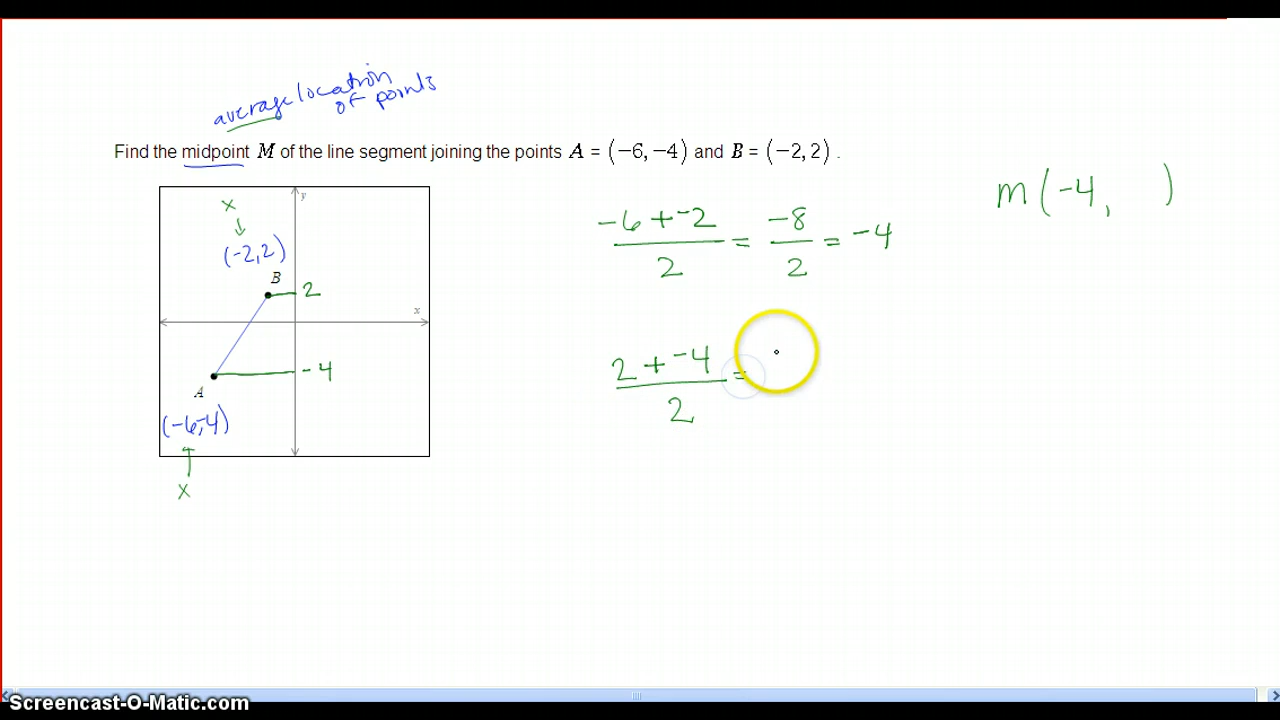 average location
of points
Find the midpoint M of the line segment joining the points A = (−6, −4) and B = (−2, 2) .
m (-4, )
x
y
(-2,2)
B
2
x
-4
A
(-6,-4)
x
-6 + -2
2
= -8
2
= -4
2 + -4
2
=
Screencast-O-Matic.com